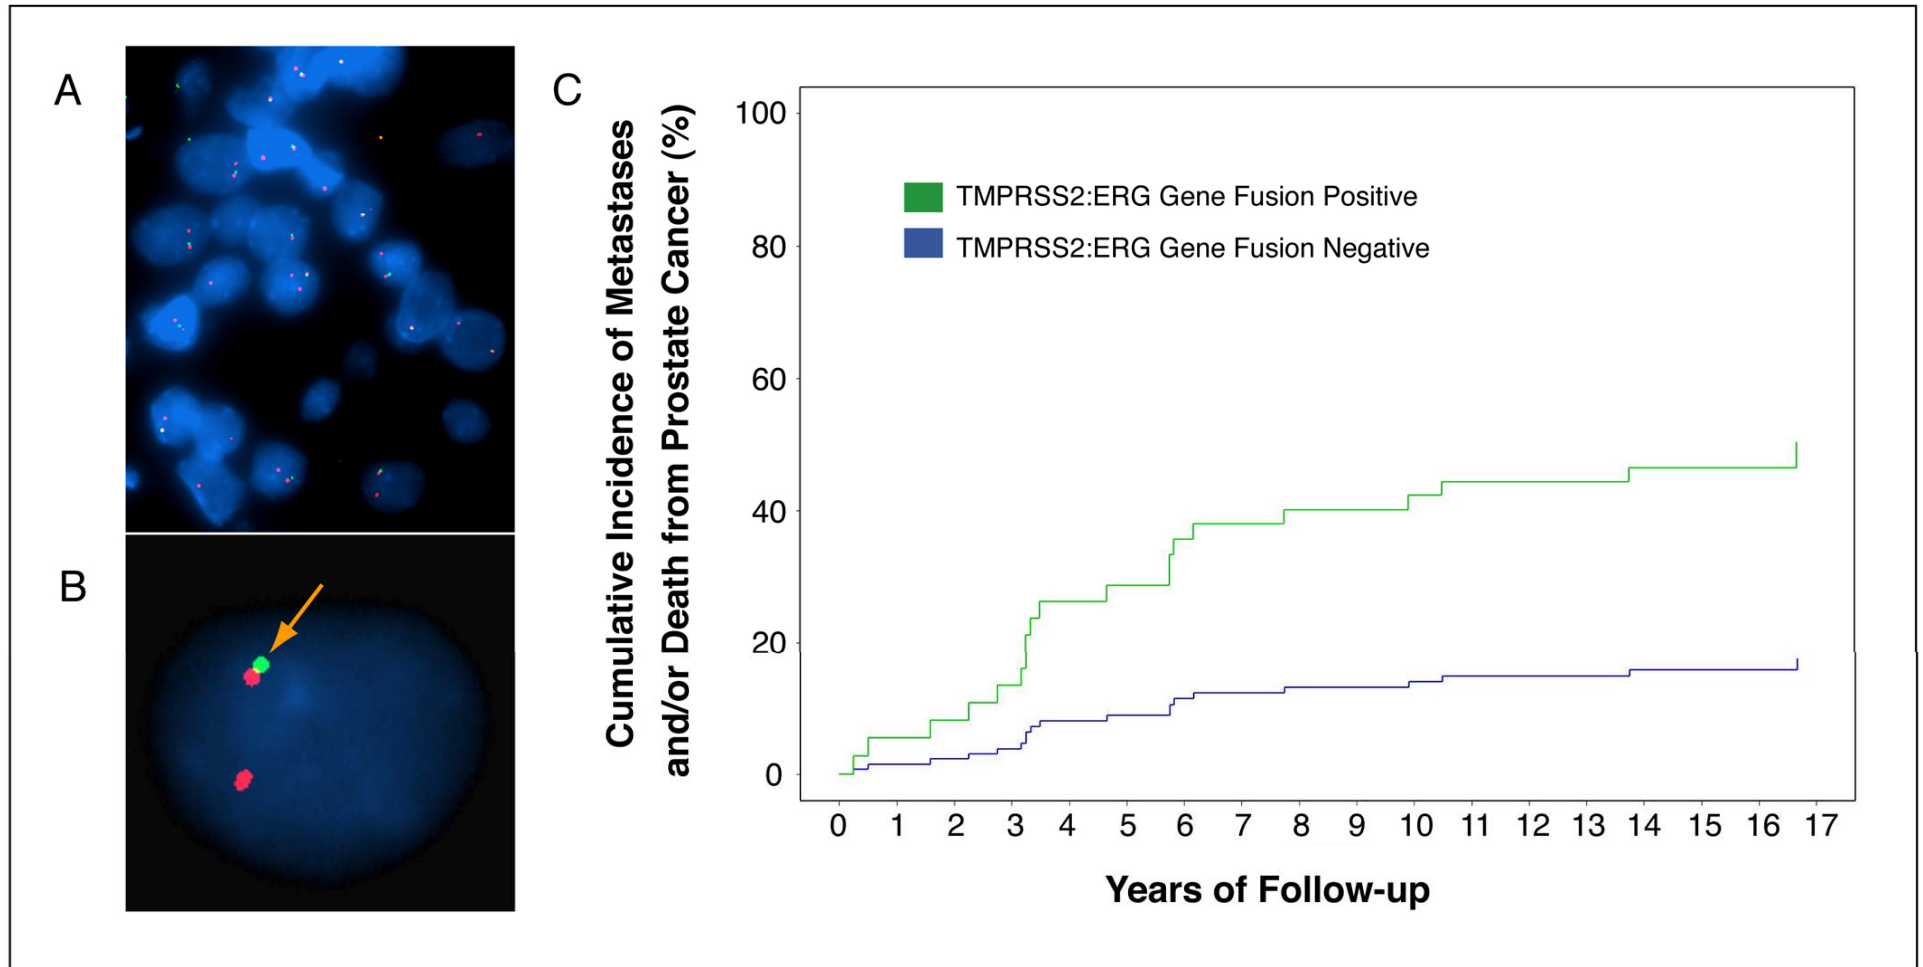 A
B
C
Cumulative Incidence of Metastases
and/or Death from Prostate Cancer (%)
100
80
60
40
20
0
TMPRSS2:ERG Gene Fusion Positive
TMPRSS2:ERG Gene Fusion Negative
0 1 2 3 4 5 6 7 8 9 10 11 12 13 14 15 16 17
Years of Follow-up